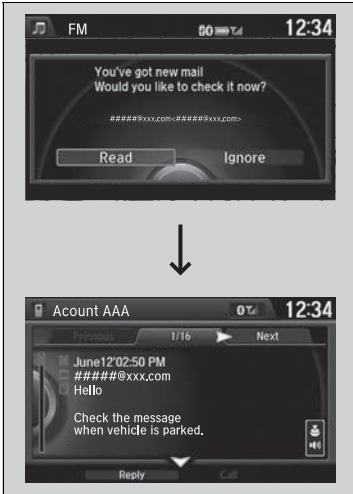 FM 12:34
You've got new mail
Would you like to check it now?
#####@xxx.com<#####@xxx.com>
Read Ignore
Acount AAA 12:34
Previous 1/16 Next
June12'02:50 PM
#####@xxx.com
Hello
Check the message
when vehicle is parked.
Reply Call